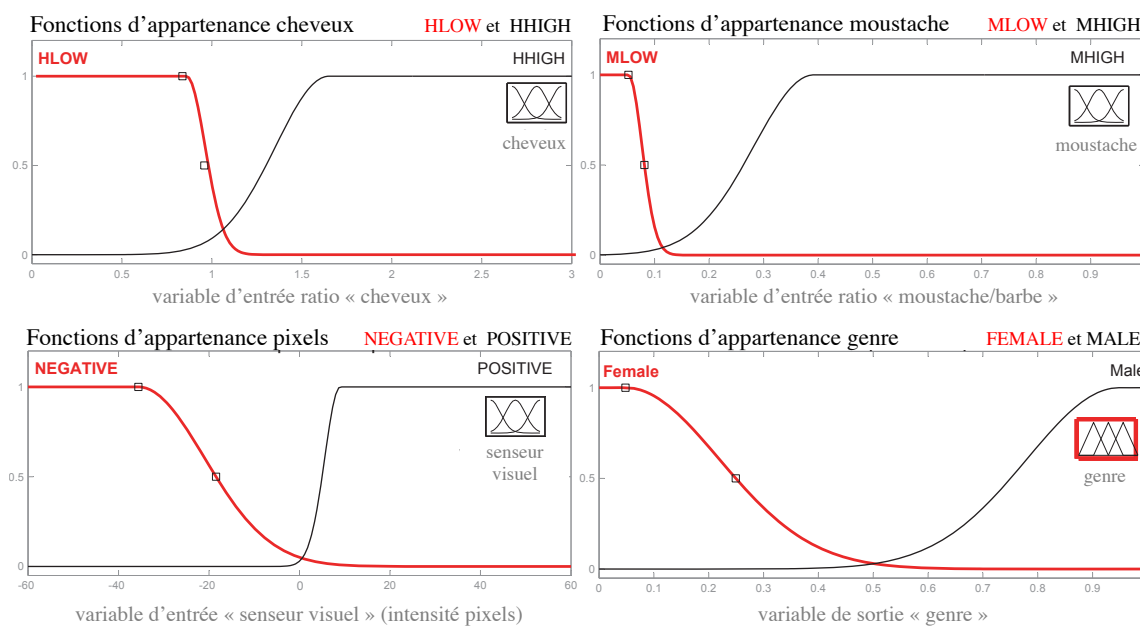 Fonctions d’appartenance cheveux HLOW et HHIGH
HLOW HHIGH
1
0.5
0
cheveux
0 0.5 1 1.5 2 2.5 3
variable d’entrée ratio « cheveux »
Fonctions d’appartenance moustache MLOW et MHIGH
MLOW MHIGH
1
0.5
0
moustache
0 0.1 0.2 0.3 0.4 0.5 0.6 0.7 0.8 0.9
variable d’entrée ratio « moustache/barbe »
Fonctions d’appartenance pixels NEGATIVE et POSITIVE
NEGATIVE POSITIVE
1
0.5
0
senseur
visuel
-60 -40 -20 0 20 40 60
variable d’entrée « senseur visuel » (intensité pixels)
Fonctions d’appartenance genre FEMALE et MALE
Female Male
1
0.5
0
genre
0 0.1 0.2 0.3 0.4 0.5 0.6 0.7 0.8 0.9
variable de sortie « genre »